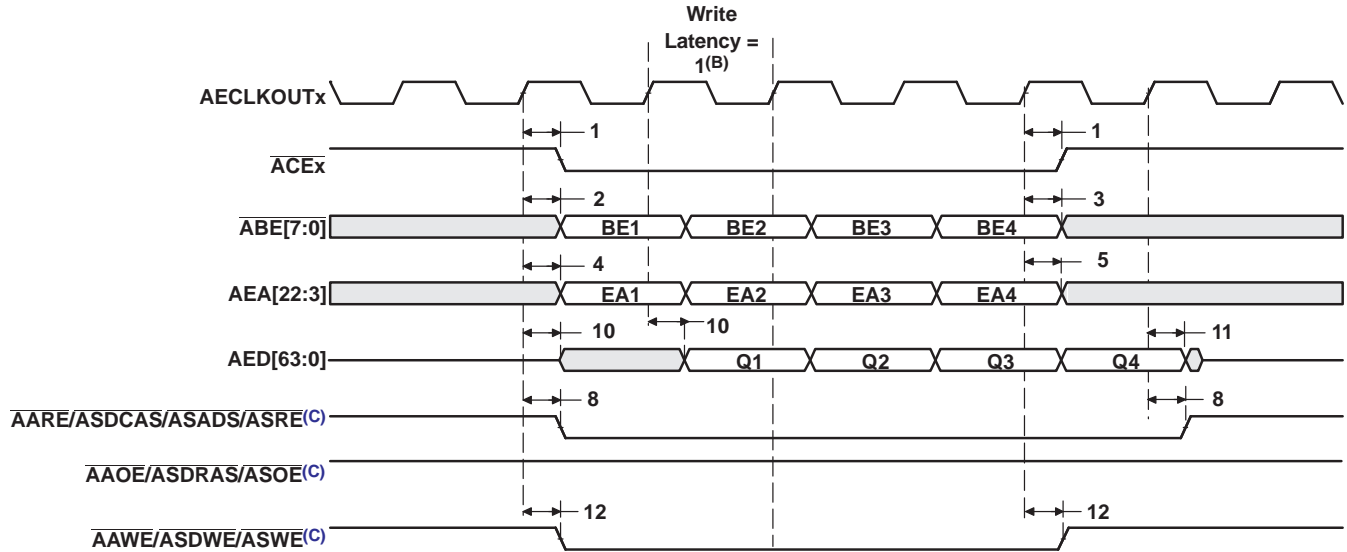 Write
Latency =
1(B)
AECLKOUTx
1 1
ACEx
2 3
ABE[7:0] BE1 BE2 BE3 BE4
4 5
AEA[22:3] EA1 EA2 EA3 EA4
10 10 11
AED[63:0] Q1 Q2 Q3 Q4
8 8
AARE/ASDCAS/ASADS/ASRE(C)
AAOE/ASDRAS/ASOE(C)
12 12
AAWE/ASDWE/ASWE(C)